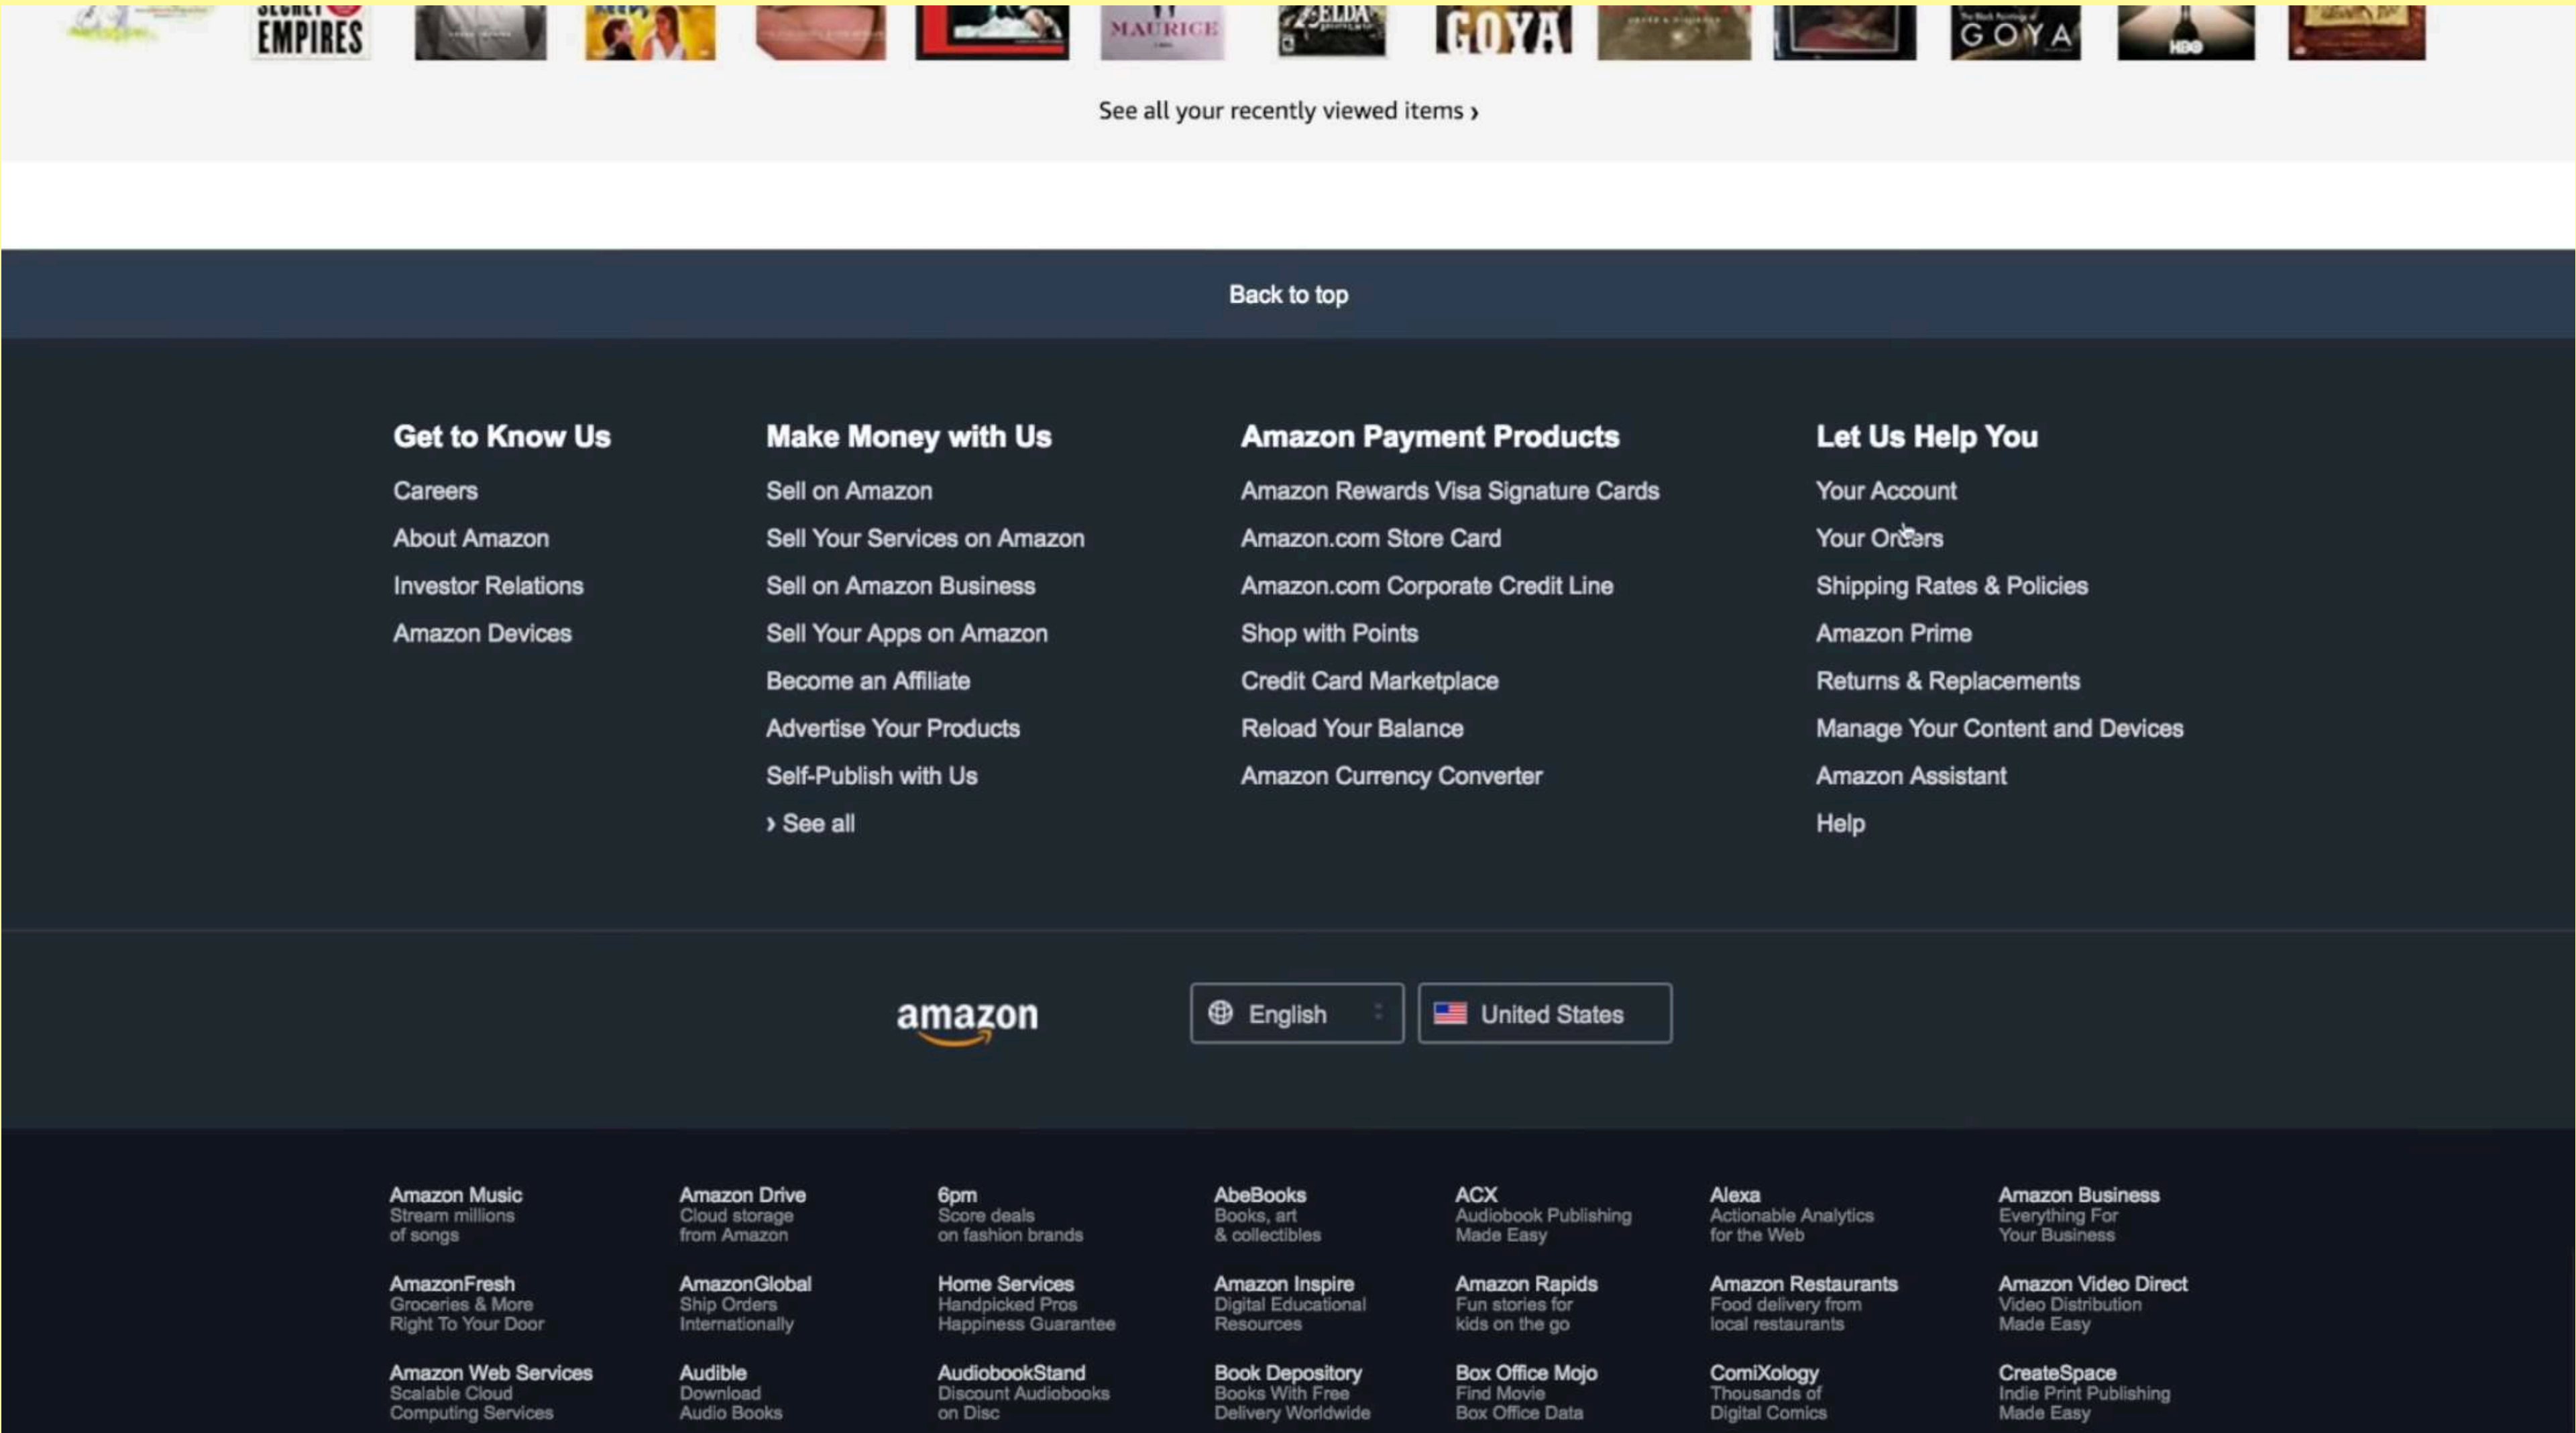 SECRET
EMPIRES
MAURICE
ZELDA
GOYA
GOYA
HBO
See all your recently viewed items ›
Back to top
Get to Know Us
Careers
About Amazon
Investor Relations
Amazon Devices
Make Money with Us
Sell on Amazon
Sell Your Services on Amazon
Sell on Amazon Business
Sell Your Apps on Amazon
Become an Affiliate
Advertise Your Products
Self-Publish with Us
› See all
Amazon Payment Products
Amazon Rewards Visa Signature Cards
Amazon.com Store Card
Amazon.com Corporate Credit Line
Shop with Points
Credit Card Marketplace
Reload Your Balance
Amazon Currency Converter
Let Us Help You
Your Account
Your Orders
Shipping Rates & Policies
Amazon Prime
Returns & Replacements
Manage Your Content and Devices
Amazon Assistant
Help
amazon
English
United States
Amazon Music
Stream millions
of songs
Amazon Drive
Cloud storage
from Amazon
6pm
Score deals
on fashion brands
AbeBooks
Books, art
& collectibles
ACX
Audiobook Publishing
Made Easy
Alexa
Actionable Analytics
for the Web
Amazon Business
Everything For
Your Business
AmazonFresh
Groceries & More
Right To Your Door
AmazonGlobal
Ship Orders
Internationally
Home Services
Handpicked Pros
Happiness Guarantee
Amazon Inspire
Digital Educational
Resources
Amazon Rapids
Fun stories for
kids on the go
Amazon Restaurants
Food delivery from
local restaurants
Amazon Video Direct
Video Distribution
Made Easy
Amazon Web Services
Scalable Cloud
Computing Services
Audible
Download
Audio Books
AudiobookStand
Discount Audiobooks
on Disc
Book Depository
Books With Free
Delivery Worldwide
Box Office Mojo
Find Movie
Box Office Data
ComiXology
Thousands of
Digital Comics
CreateSpace
Indie Print Publishing
Made Easy